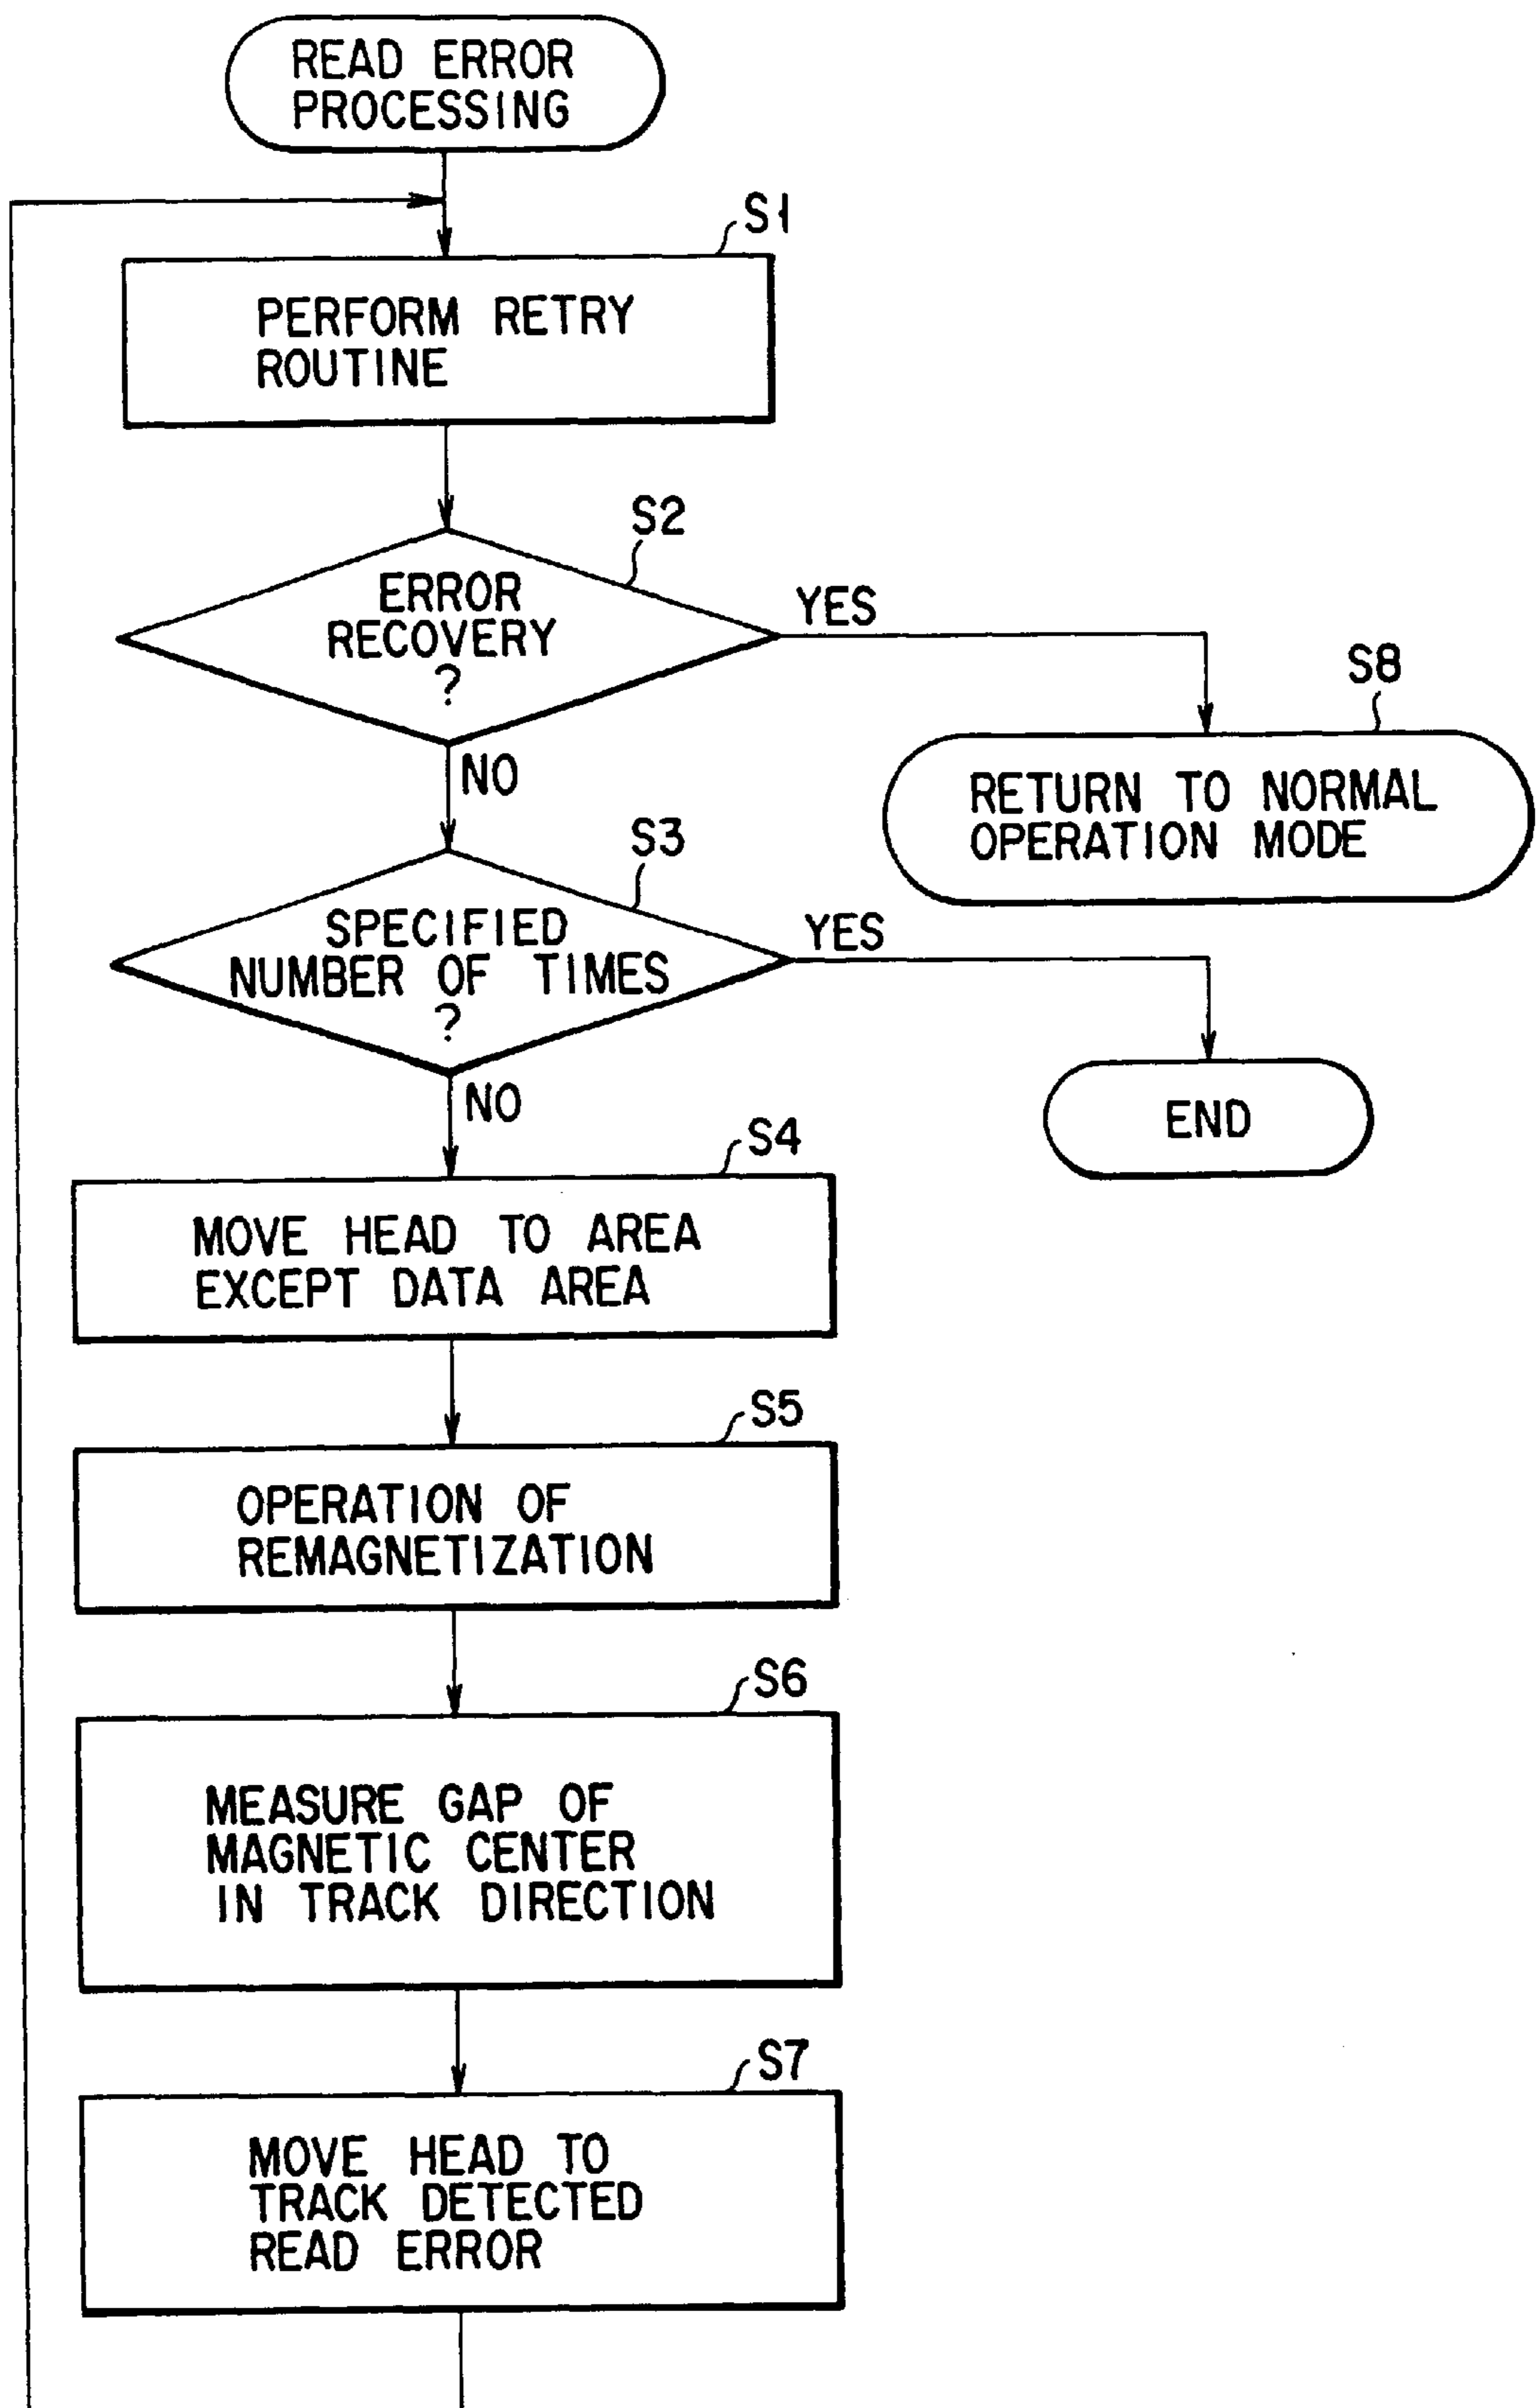 READ ERROR
PROCESSING
S1
PERFORM RETRY
ROUTINE
S2
ERROR
RECOVERY
?
YES
S8
RETURN TO NORMAL
OPERATION MODE
NO
S3
SPECIFIED
NUMBER OF TIMES
?
YES
END
NO
S4
MOVE HEAD TO AREA
EXCEPT DATA AREA
S5
OPERATION OF
REMAGNETIZATION
S6
MEASURE GAP OF
MAGNETIC CENTER
IN TRACK DIRECTION
S7
MOVE HEAD TO
TRACK DETECTED
READ ERROR